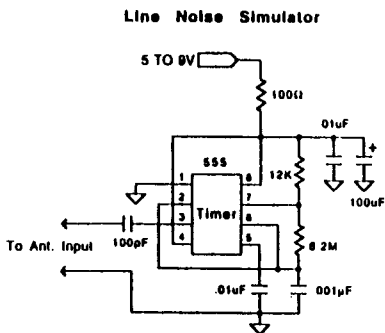 Line Noise Simulator
5 TO 9V
100Ω
.01uF
+
12K
100uF
555
1
8
2
7
Timer
3
6
4
5
100pF
To Ant. Input
8.2M
.01uF
.001µF